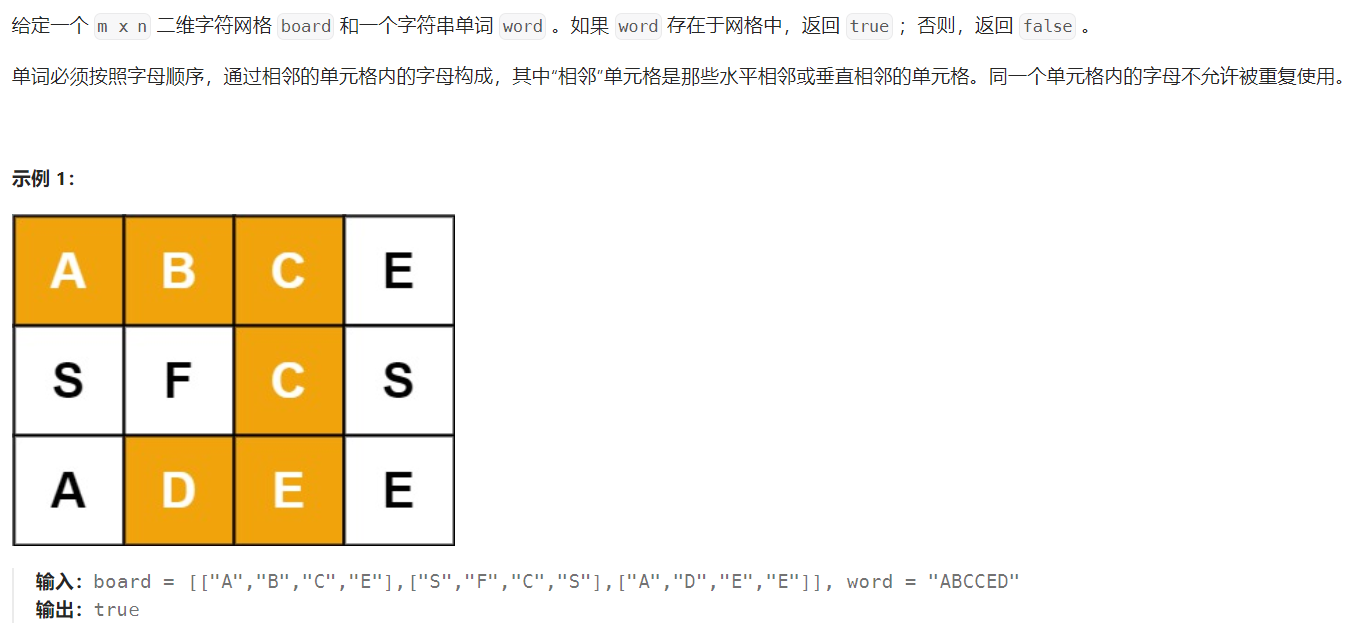 给定一个 m x n 二维字符网格 board 和一个字符串单词 word 。如果 word 存在于网格中，返回 true ；否则，返回 false 。
单词必须按照字母顺序，通过相邻的单元格内的字母构成，其中“相邻”单元格是那些水平相邻或垂直相邻的单元格。同一个单元格内的字母不允许被重复使用。
示例 1：
A B C E
S F C S
A D E E
输入：board = [["A","B","C","E"],["S","F","C","S"],["A","D","E","E"]], word = "ABCCED"
输出：true